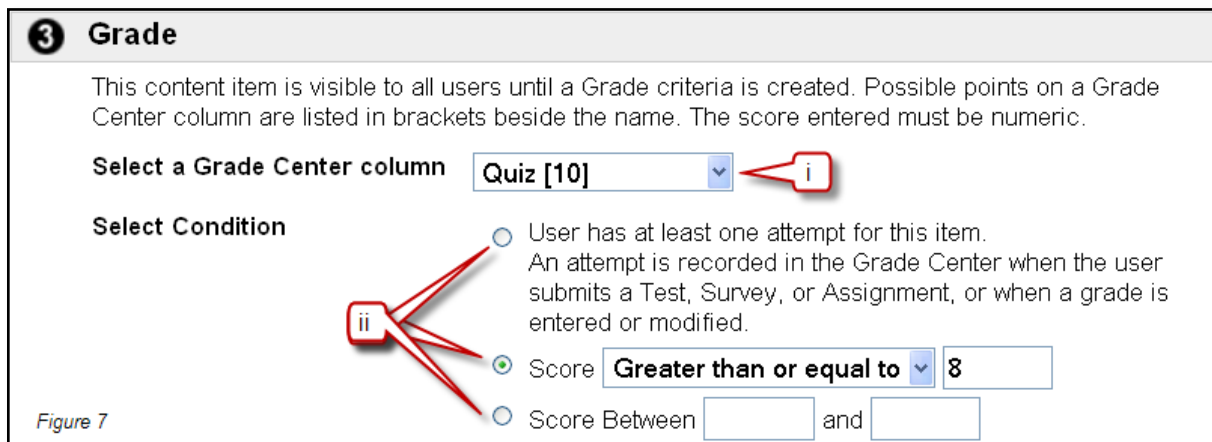 3 Grade
This content item is visible to all users until a Grade criteria is created. Possible points on a Grade
Center column are listed in brackets beside the name. The score entered must be numeric.
Select a Grade Center column Quiz [10] i
Select Condition User has at least one attempt for this item.
An attempt is recorded in the Grade Center when the user
submits a Test, Survey, or Assignment, or when a grade is
ii entered or modified.
Score Greater than or equal to 8
Figure 7 Score Between and